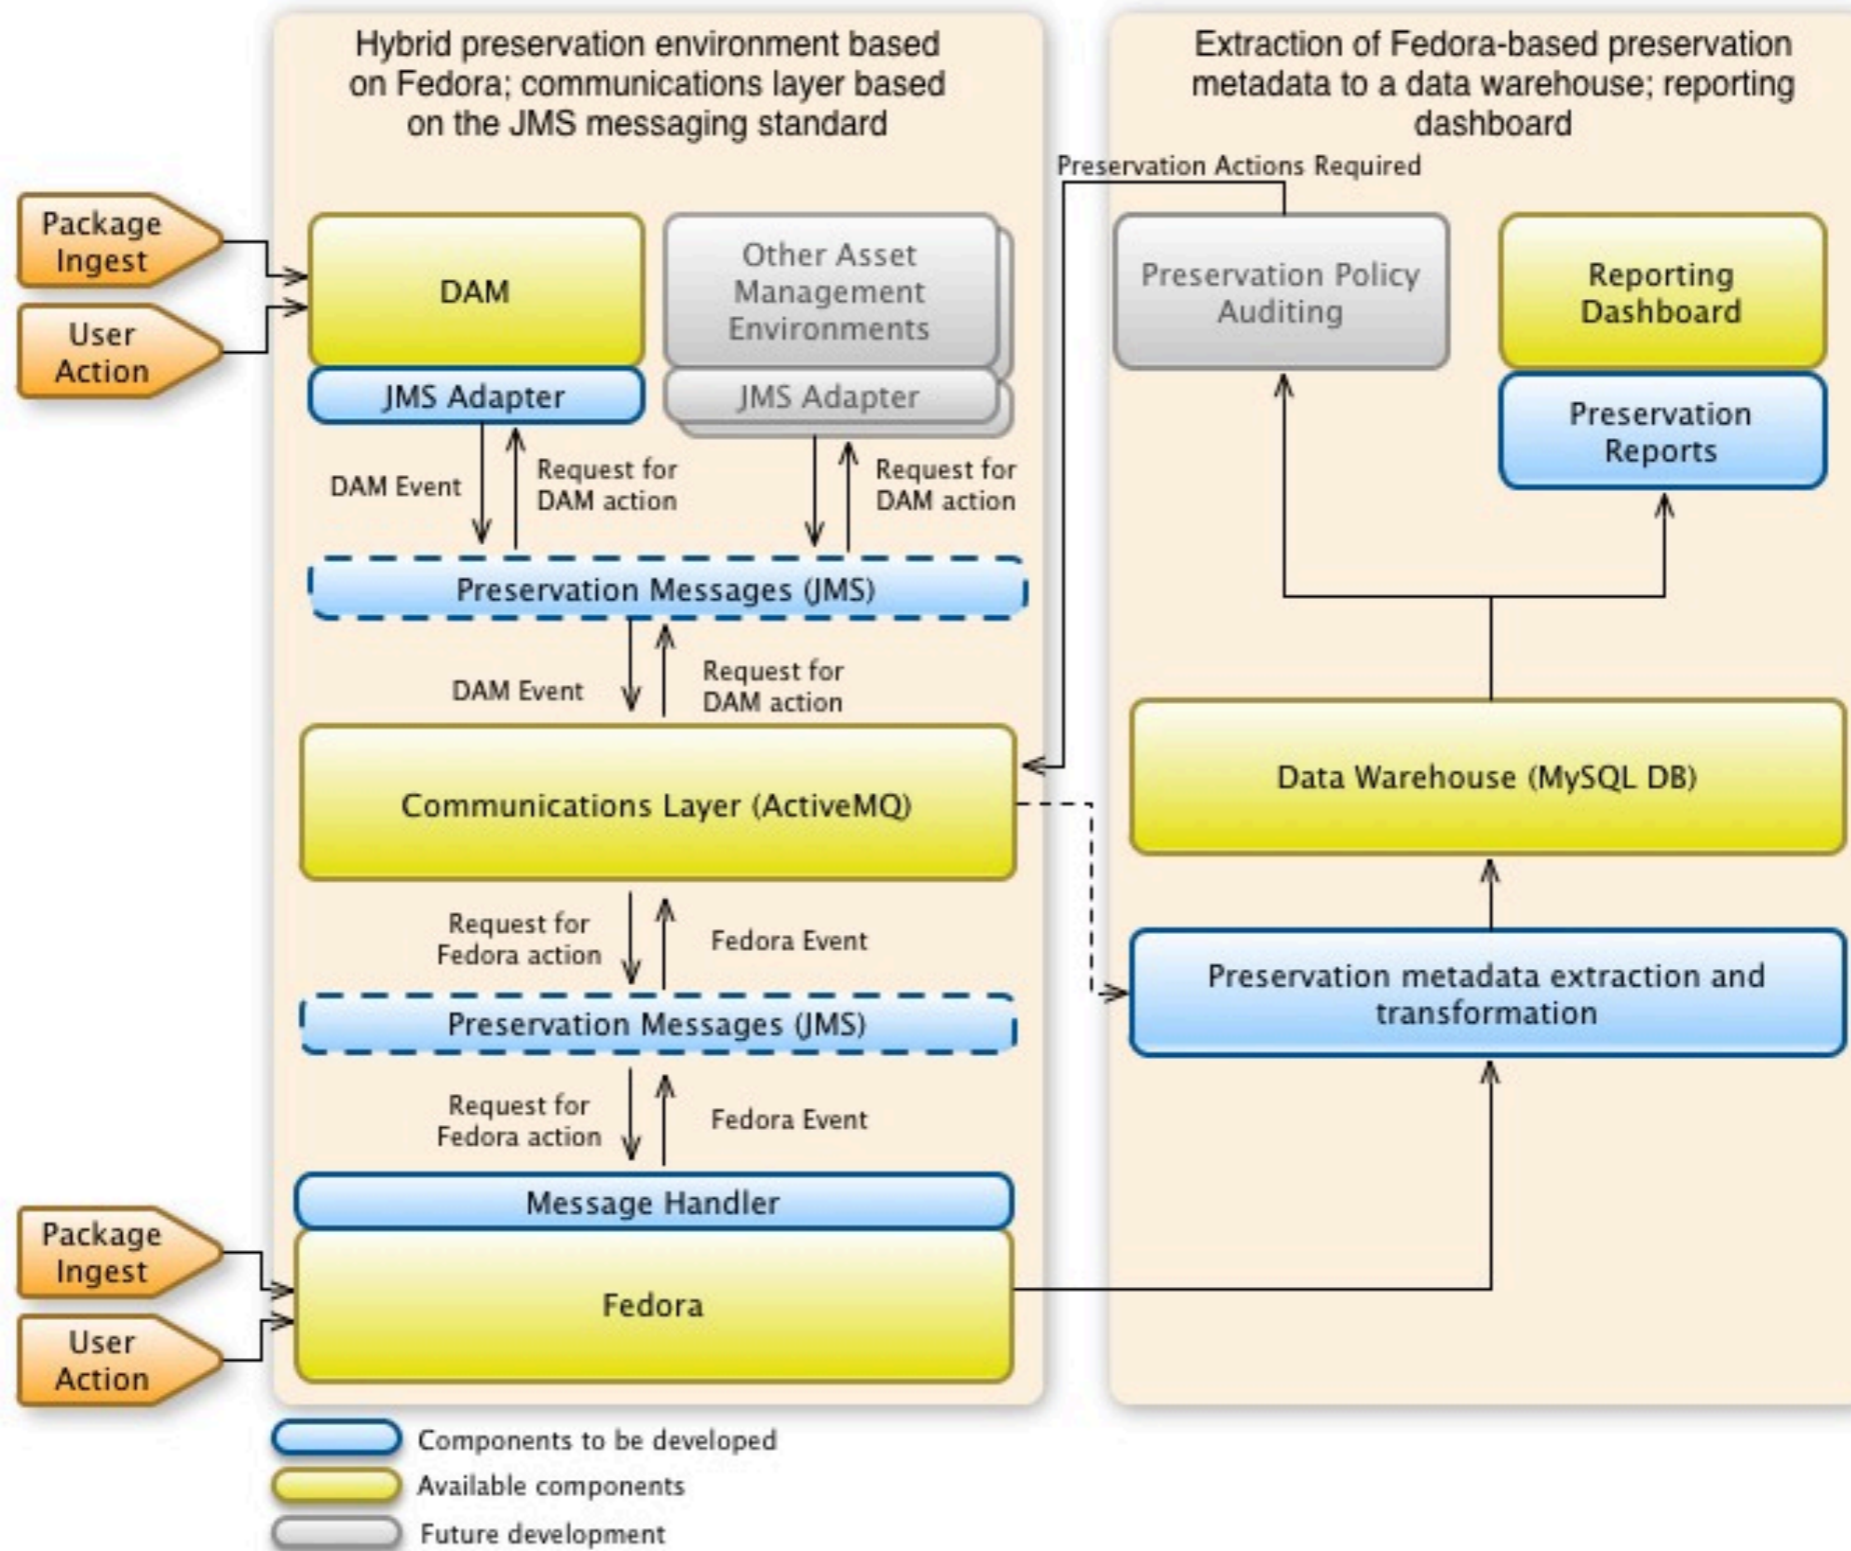 Hybrid preservation environment based
on Fedora; communications layer based
on the JMS messaging standard
Extraction of Fedora-based preservation
metadata to a data warehouse; reporting
dashboard
Preservation Actions Required
Package
Ingest
User
Action
DAM
JMS Adapter
Other Asset
Management
Environments
JMS Adapter
Preservation Policy
Auditing
Reporting
Dashboard
Preservation
Reports
DAM Event
Request for
DAM action
Request for
DAM action
Preservation Messages (JMS)
DAM Event
Request for
DAM action
Communications Layer (ActiveMQ)
Data Warehouse (MySQL DB)
Request for
Fedora action
Fedora Event
Preservation metadata extraction and
transformation
Preservation Messages (JMS)
Request for
Fedora action
Fedora Event
Message Handler
Fedora
Package
Ingest
User
Action
Components to be developed
Available components
Future development